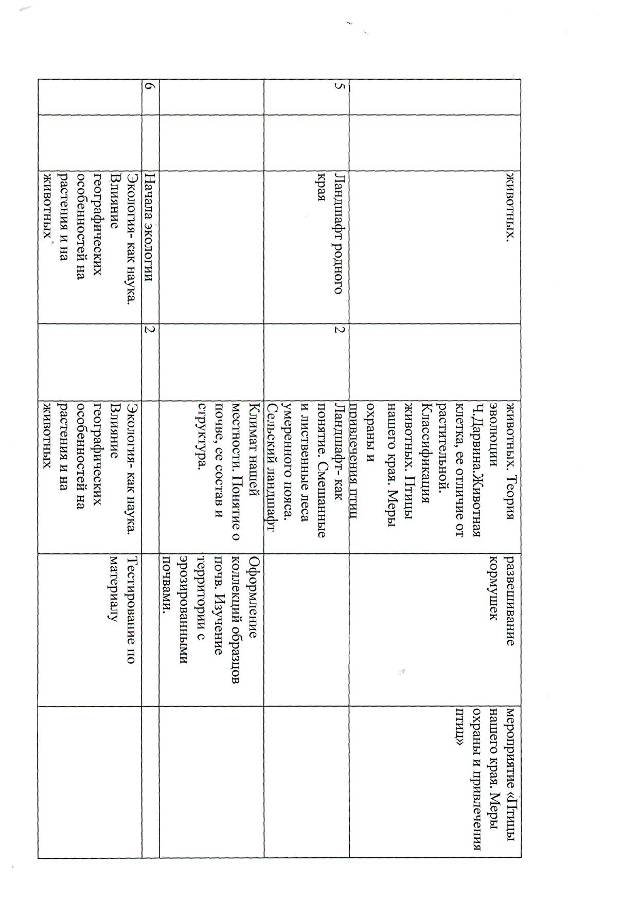 животных.
животных. Теория
эволюции
Ч.Дарвина.Животная
клетка, ее отличие от
растительной.
Классификация
животных. Птицы
нашего края. Меры
охраны и
привлечения птиц
развешивание
кормушек
мероприятие «Птицы
нашего края. Меры
охраны и привлечения
птиц»
5
Ландшафт родного
края
2
Ландшафт- как
понятие. Смешанные
и лиственные леса
умеренного пояса.
Сельский ландшафт
Климат нашей
местности. Понятие о
почве, ее состав и
структура.
Оформление
коллекций образцов
почв. Изучение
территории с
эрозированными
почвами.
6
Начала экологии
2
Экология- как наука.
Влияние
географических
особенностей на
растения и на
животных
Экология- как наука.
Влияние
географических
особенностей на
растения и на
животных
Тестирование по
материалу